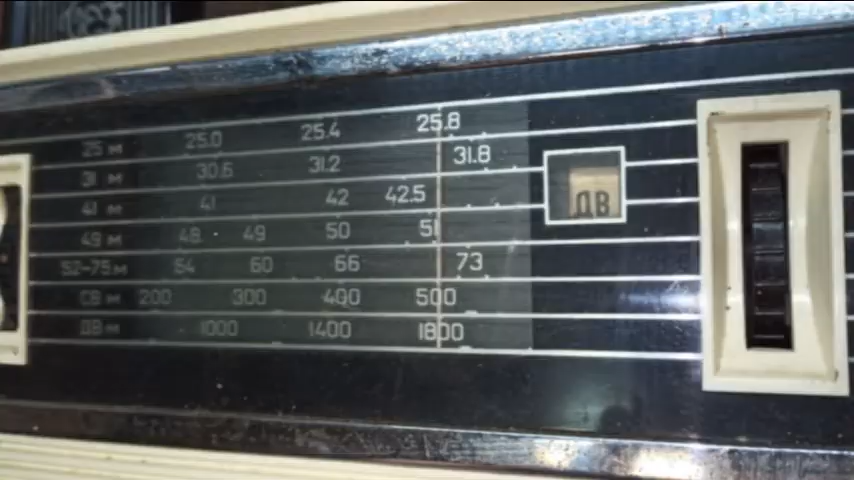 25 м 25.0 25.4 25.8
31 м 30.6 31.2 31.8
41 м 41 42 42.5
49 м 48 49 50 51
52-75 м 54 60 66 73
СВ м 200 300 400 500
ДВ м 1000 1400 1800
ДВ